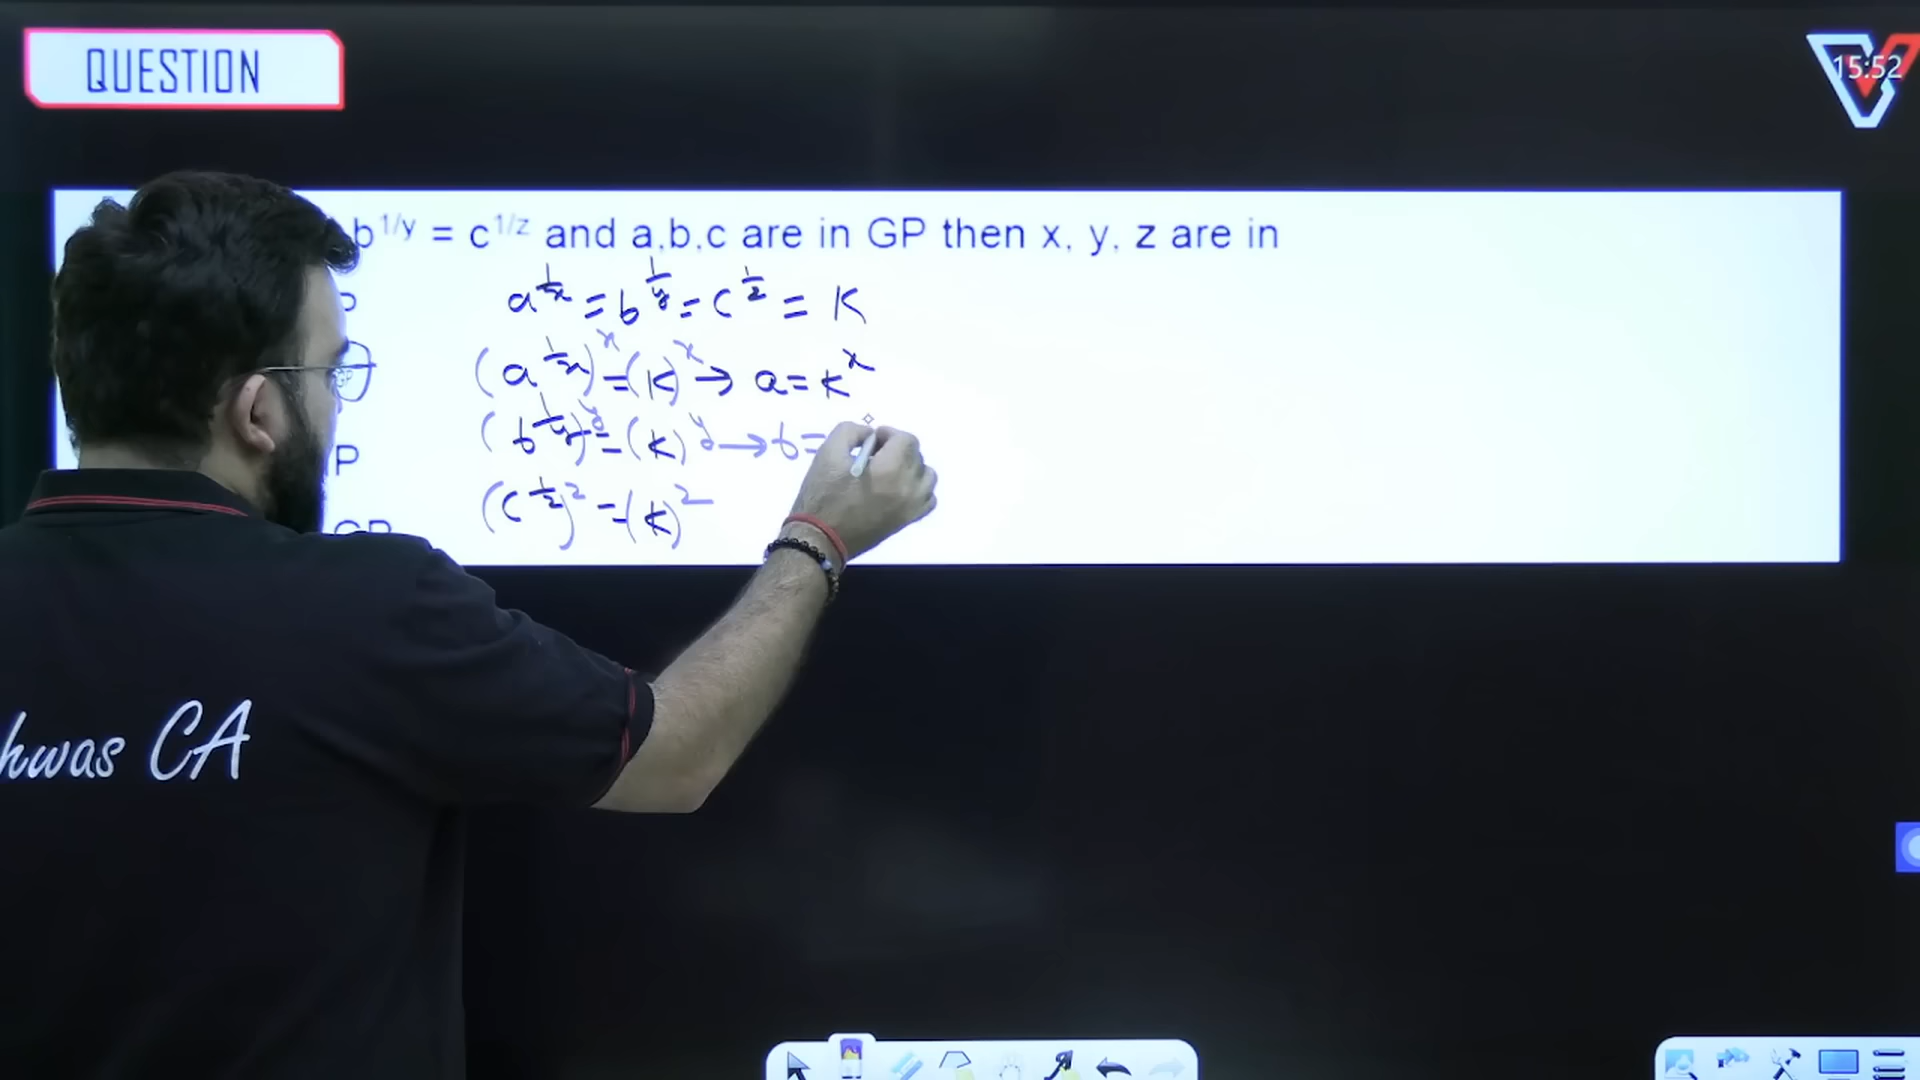 QUESTION
15:52
b^{1/y} = c^{1/z} and a,b,c are in GP then x, y, z are in
a^{1/x} = b^{1/y} = c^{1/z} = K
(a^{1/x})^x = (K)^x → a = K^x
P
(b^{1/y})^y = (K)^y → b =
P
(c^{1/z})^z = (K)^z
GP
hwas CA